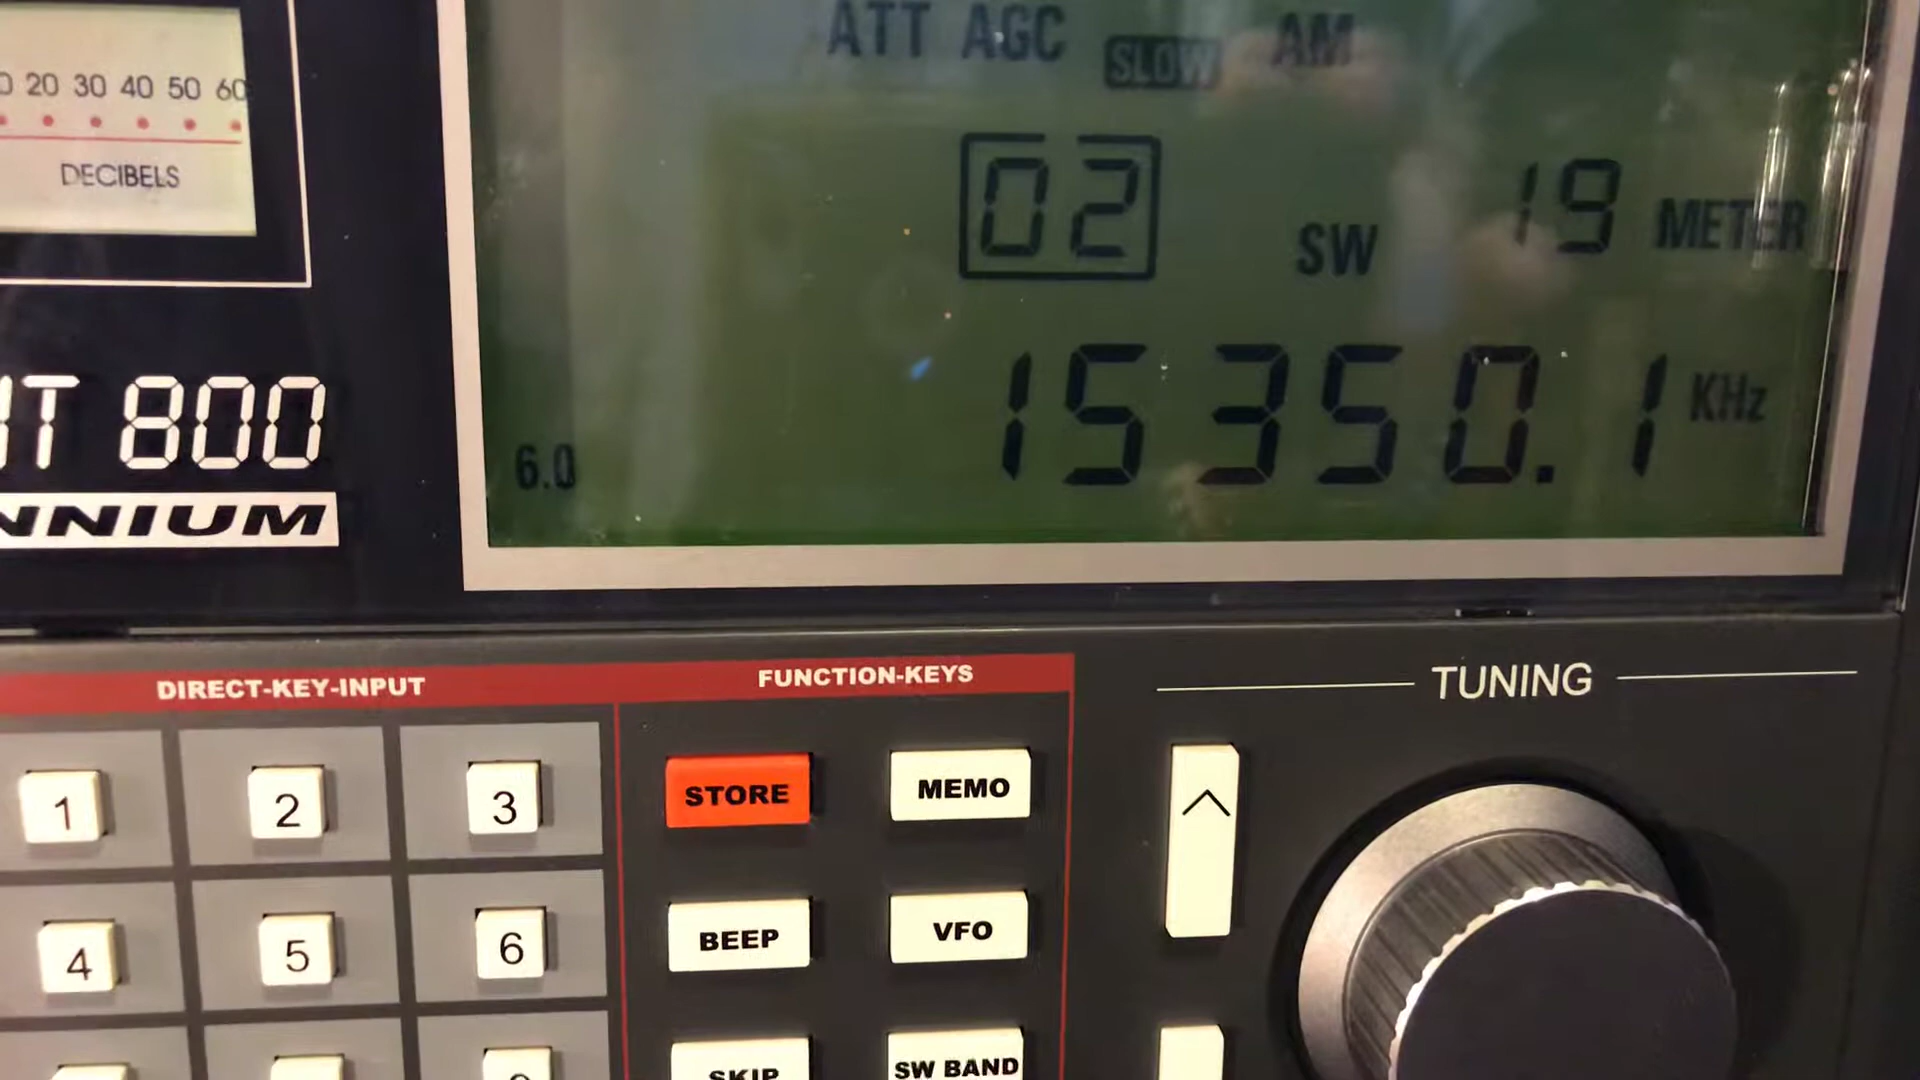 20 30 40 50 60
DECIBELS
T 800
NNIUM
ATT AGC SLOW AM
02 SW 19 METER
15350.1 KHz
6.0
DIRECT-KEY-INPUT
FUNCTION-KEYS
TUNING
1 2 3
STORE MEMO
4 5 6
BEEP VFO
SKIP SW BAND